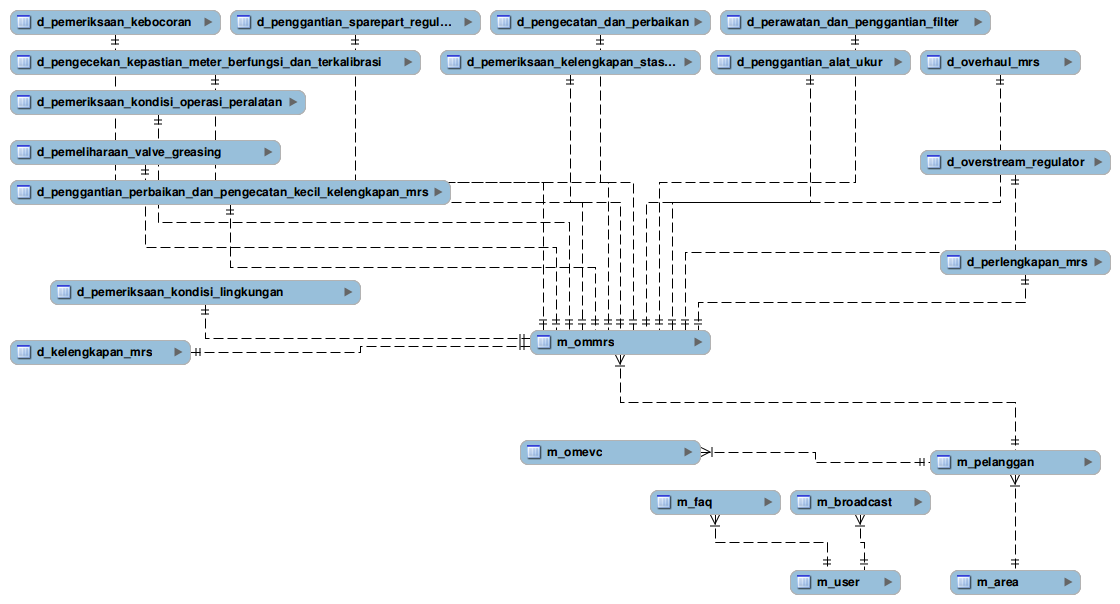 d_pemeriksaan_kebocoran
d_penggantian_sparepart_regul...
d_pengecatan_dan_perbaikan
d_perawatan_dan_penggantian_filter
d_pengecekan_kepastian_meter_berfungsi_dan_terkalibrasi
d_pemeriksaan_kelengkapan_stas...
d_penggantian_alat_ukur
d_overhaul_mrs
d_pemeriksaan_kondisi_operasi_peralatan
d_pemeliharaan_valve_greasing
d_overstream_regulator
d_penggantian_perbaikan_dan_pengecatan_kecil_kelengkapan_mrs
d_perlengkapan_mrs
d_pemeriksaan_kondisi_lingkungan
m_ommrs
d_kelengkapan_mrs
m_omevc
m_pelanggan
m_faq
m_broadcast
m_user
m_area